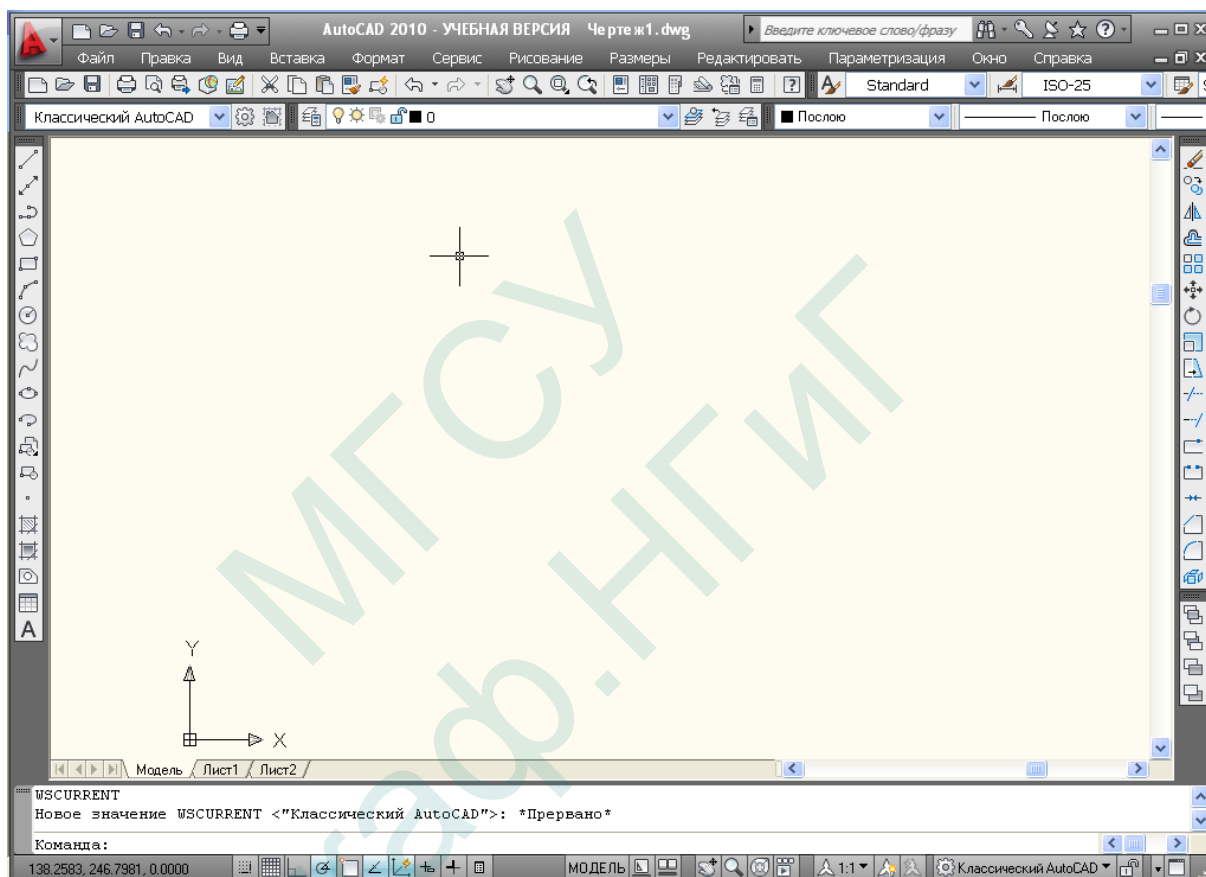 AutoCAD 2010 - УЧЕБНАЯ ВЕРСИЯ Чертеж1.dwg Введите ключевое слово/фразу
Файл Правка Вид Вставка Формат Сервис Рисование Размеры Редактировать Параметризация Окно Справка
Standard ISO-25 S
Классический AutoCAD 0 Послою Послою
МГСУ
каф.НГиГ
A
Y
X
Модель Лист1 Лист2
WSCURRENT
Новое значение WSCURRENT <"Классический AutoCAD">: *Прервано*
Команда:
138.2583, 246.7981, 0.0000 МОДЕЛЬ 1:1 Классический AutoCAD